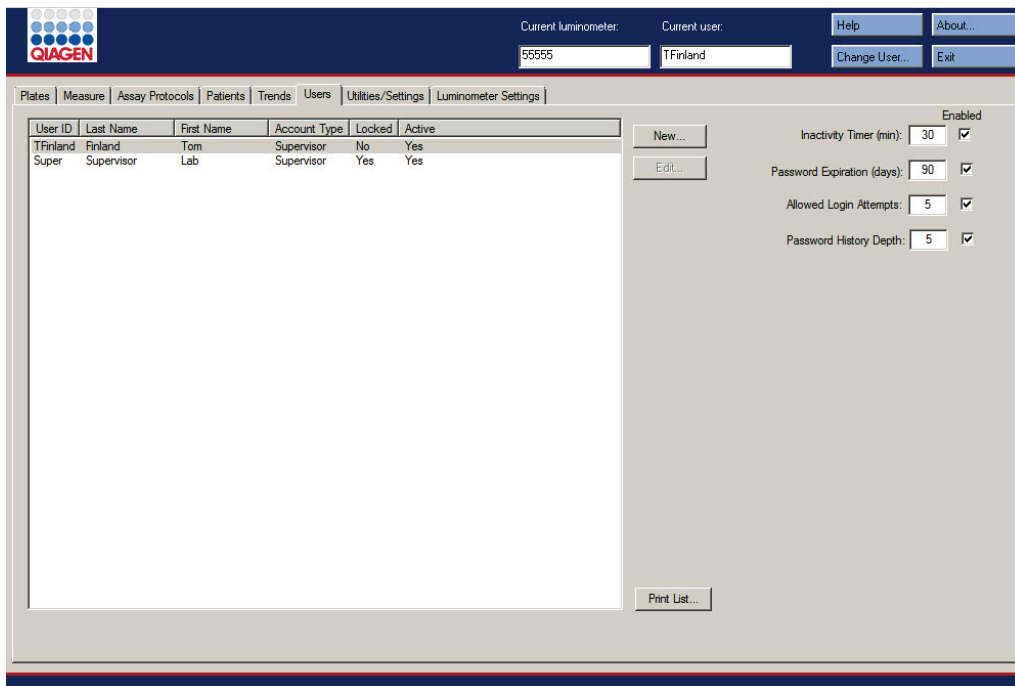 QIAGEN
Current luminometer: Current user:
55555 TFinland
Help About...
Change User... Exit
Plates Measure Assay Protocols Patients Trends Users Utilities/Settings Luminometer Settings
User ID Last Name First Name Account Type Locked Active
TFinland Finland Tom Supervisor No Yes
Super Supervisor Lab Supervisor Yes Yes
New...
Edit...
Print List...
Enabled
Inactivity Timer (min): 30
Password Expiration (days): 90
Allowed Login Attempts: 5
Password History Depth: 5